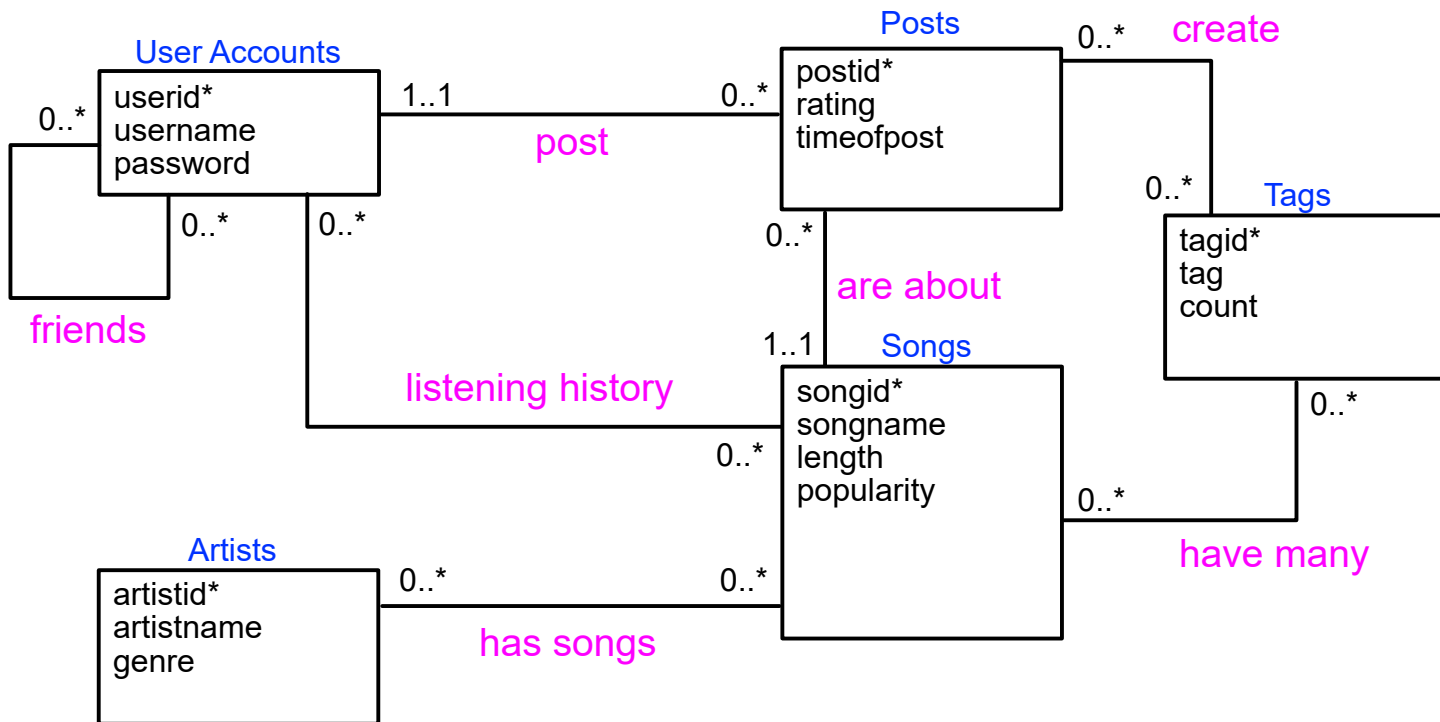 User Accounts
userid*
username
password
0..*
0..*
friends
1..1
0..*
post
Posts
postid*
rating
timeofpost
0..*
create
0..*
Tags
tagid*
tag
count
0..*
are about
1..1
0..*
listening history
0..*
Songs
songid*
songname
length
popularity
0..*
0..*
have many
Artists
artistid*
artistname
genre
0..*
0..*
has songs